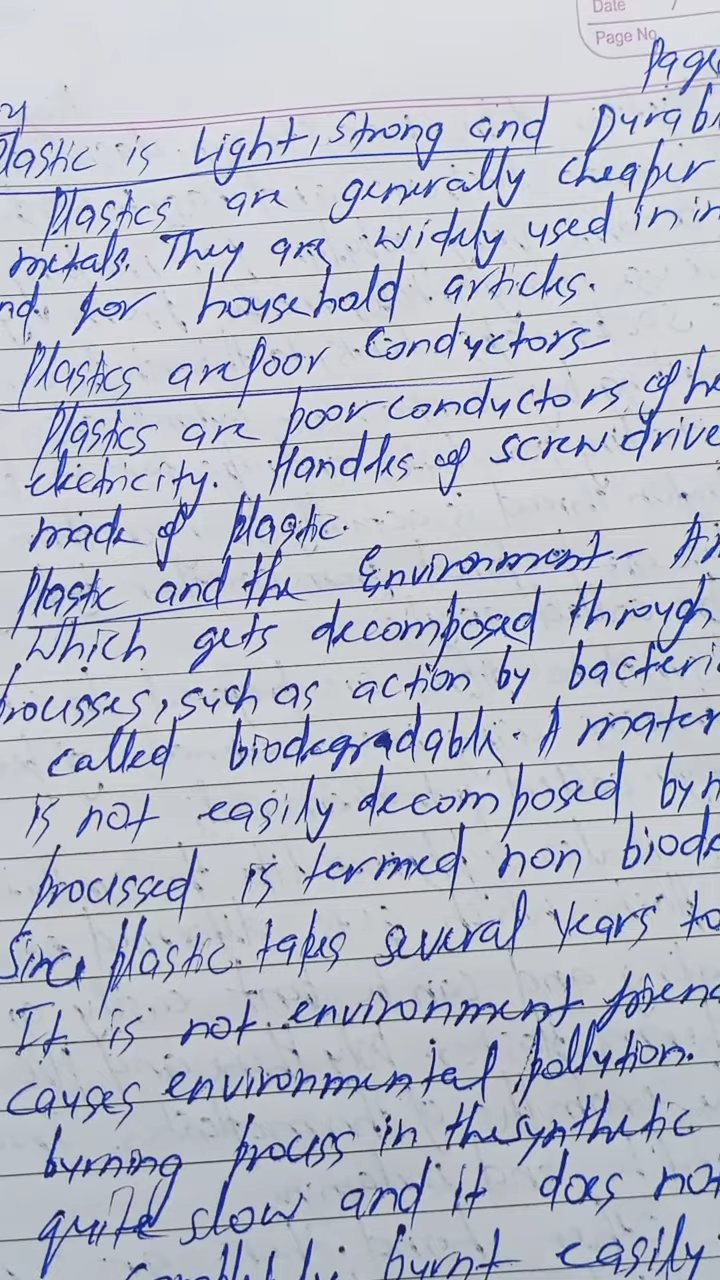 Date /
Page No
Page
Plastic is Light, Strong and Durabl
Plastics are generally cheaper
metals. They are widely used in in
nd for household articles.
Plastics are Poor Conductors
Plastics are poor conductors of he
electricity. Handles of screw drive
made of plastic.
Plastic and the Environment - A
Which gets decomposed through
processes, such as action by bacteri
called biodegradable. A mater
is not easily decomposed by n
processed is termed non biode
Since plastic takes several years to
It is not environment frien
causes environmental pollution.
burning process in the synthetic
quite slow and it does not
burnt easily